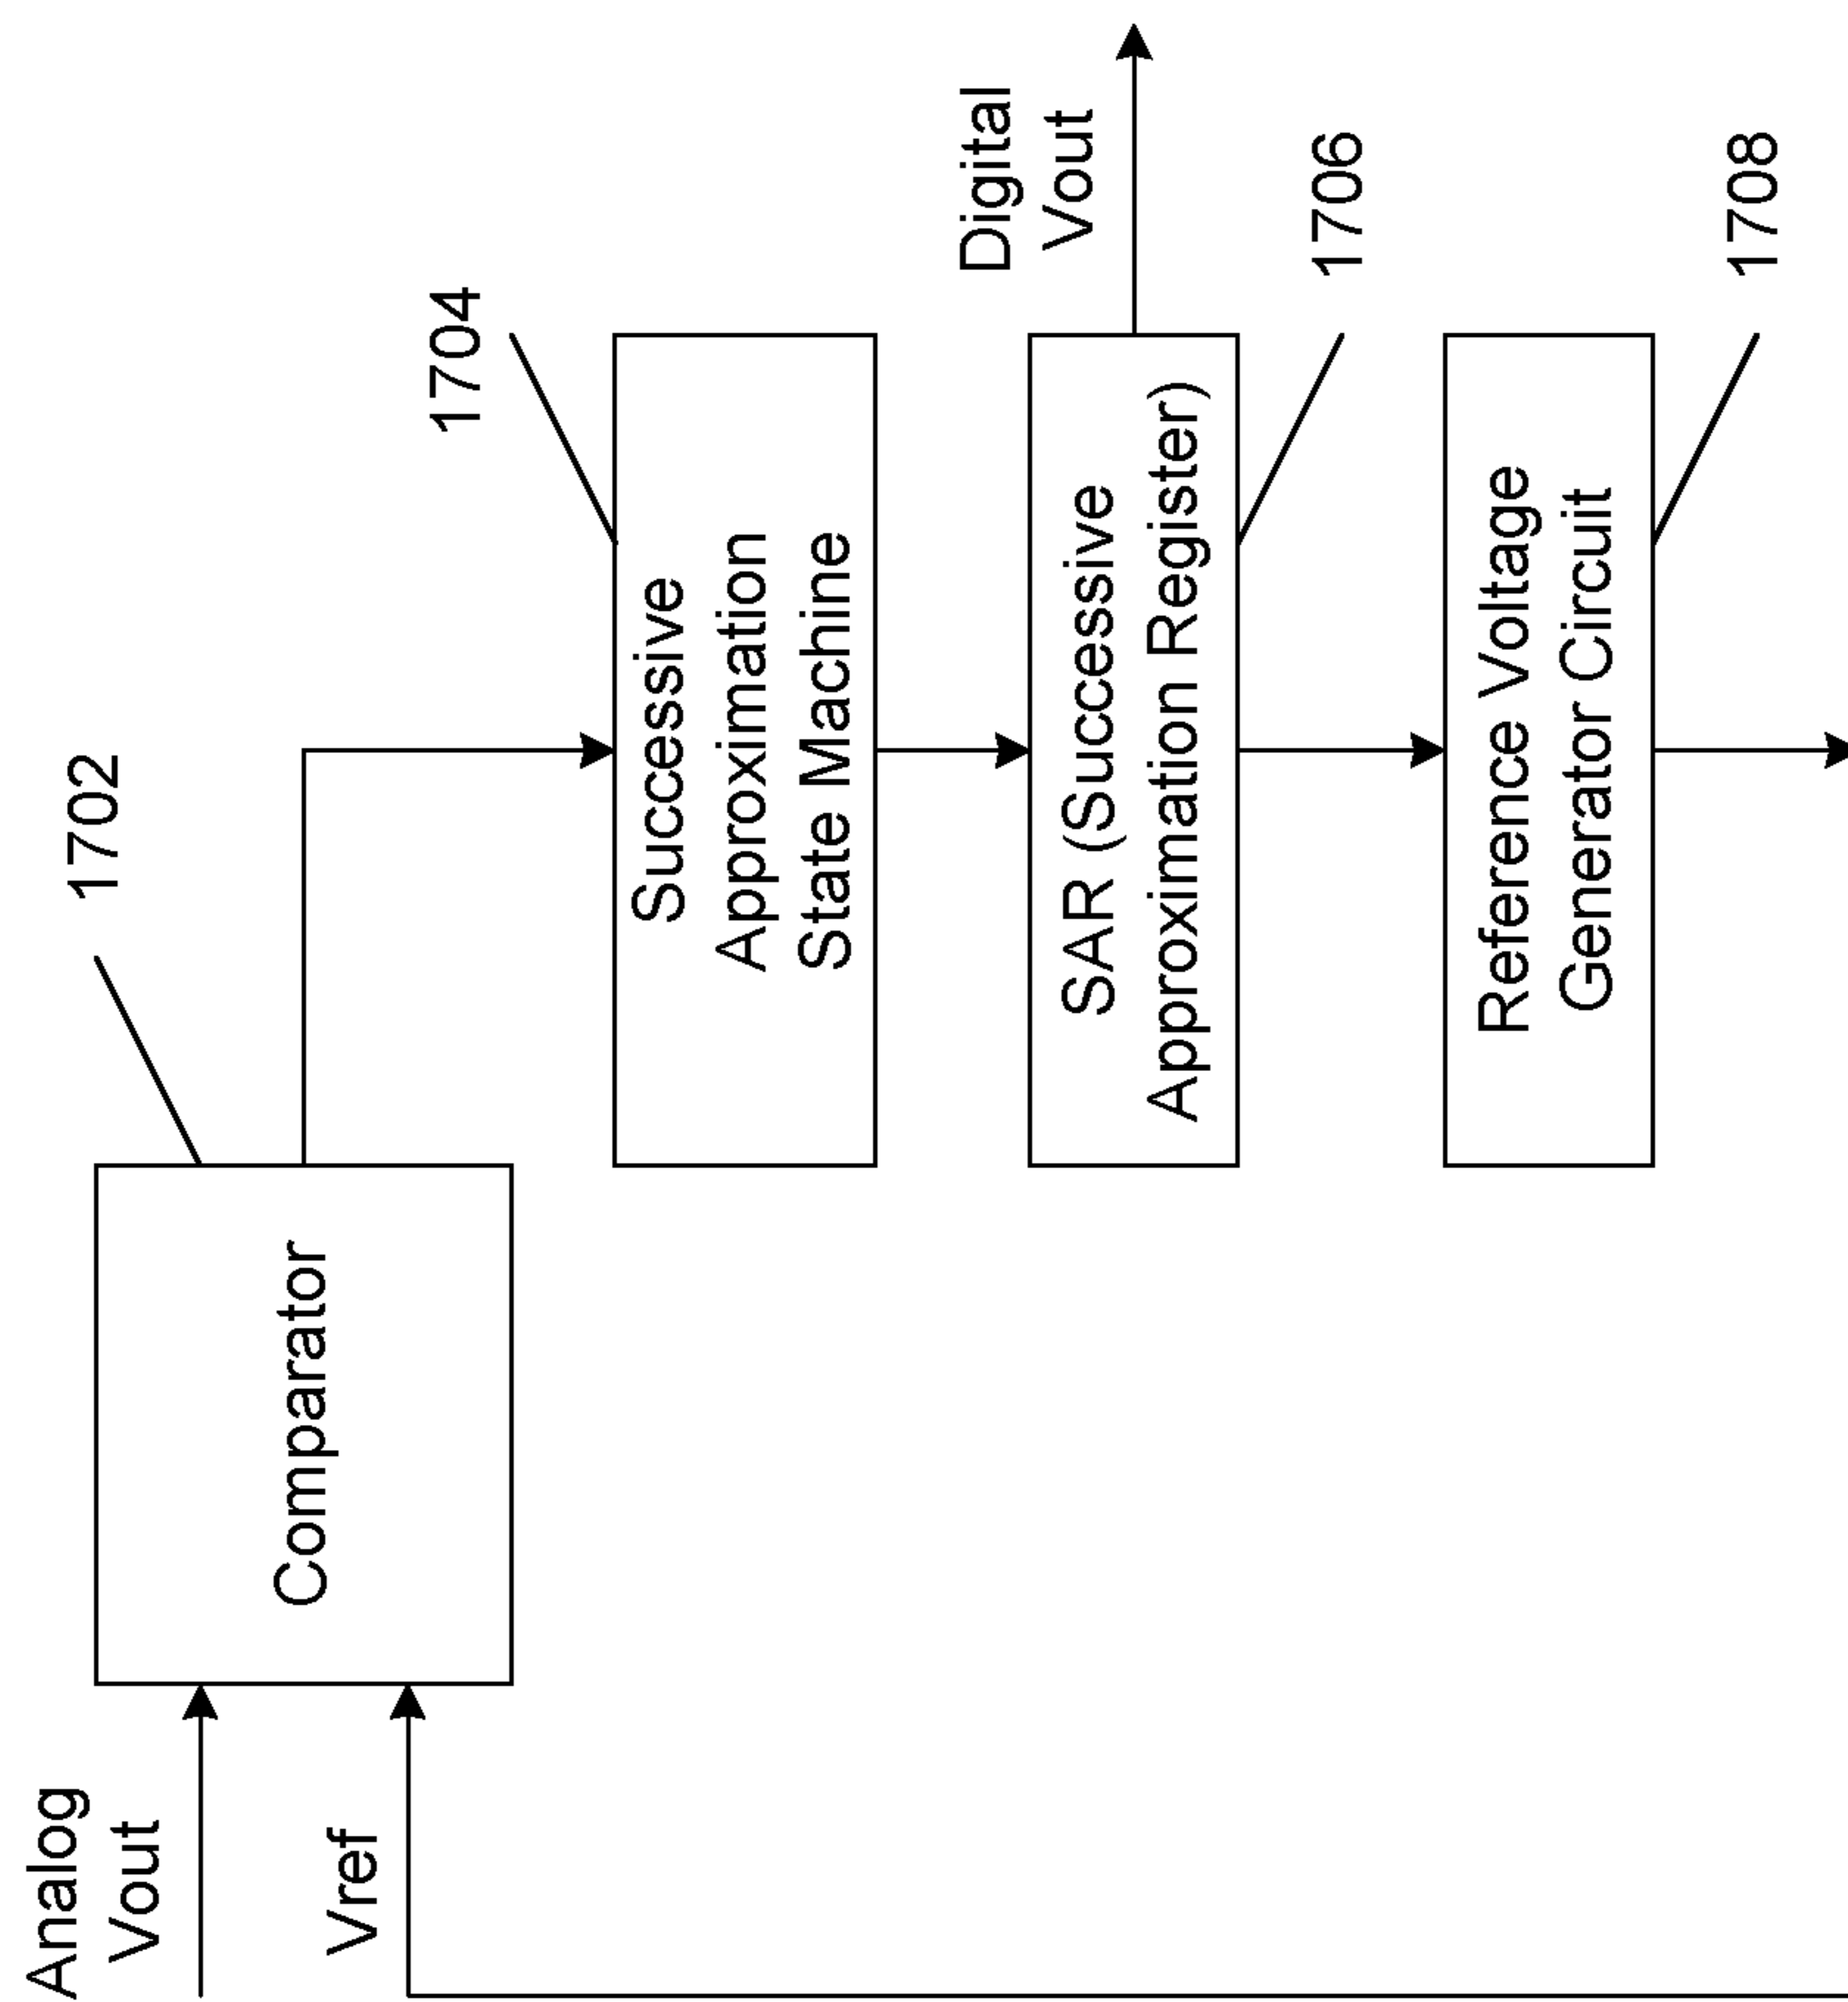 Analog
Vout
Vref
Comparator
1702
1704
Successive
Approximation
State Machine
Digital
Vout
SAR (Successive
Approximation Register)
1706
Reference Voltage
Generator Circuit
1708